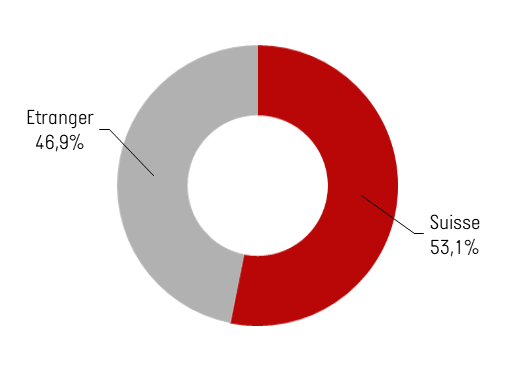 Etranger
46,9%
Suisse
53,1%